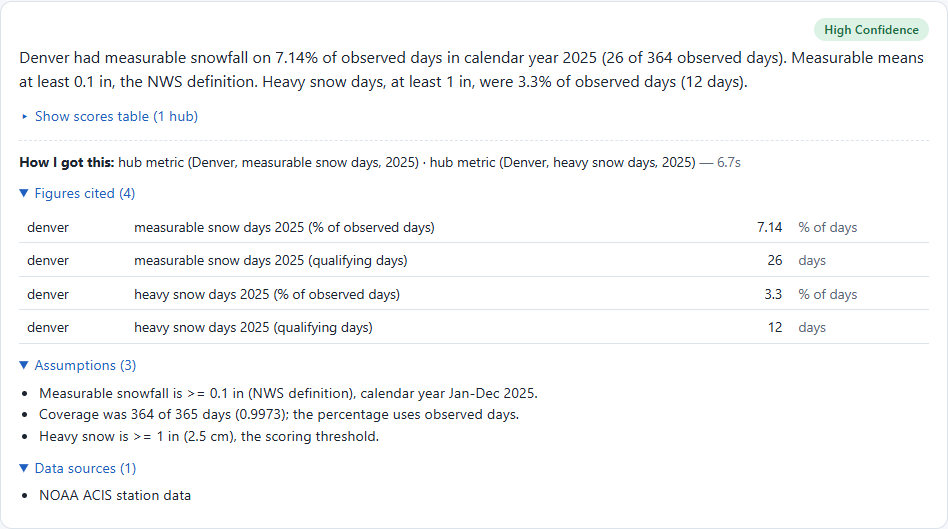 High Confidence
Denver had measurable snowfall on 7.14% of observed days in calendar year 2025 (26 of 364 observed days). Measurable means
at least 0.1 in, the NWS definition. Heavy snow days, at least 1 in, were 3.3% of observed days (12 days).
▸ Show scores table (1 hub)
How I got this: hub metric (Denver, measurable snow days, 2025) · hub metric (Denver, heavy snow days, 2025) — 6.7s
▼ Figures cited (4)
denver measurable snow days 2025 (% of observed days) 7.14 % of days
denver measurable snow days 2025 (qualifying days) 26 days
denver heavy snow days 2025 (% of observed days) 3.3 % of days
denver heavy snow days 2025 (qualifying days) 12 days
▼ Assumptions (3)
• Measurable snowfall is >= 0.1 in (NWS definition), calendar year Jan-Dec 2025.
• Coverage was 364 of 365 days (0.9973); the percentage uses observed days.
• Heavy snow is >= 1 in (2.5 cm), the scoring threshold.
▼ Data sources (1)
• NOAA ACIS station data